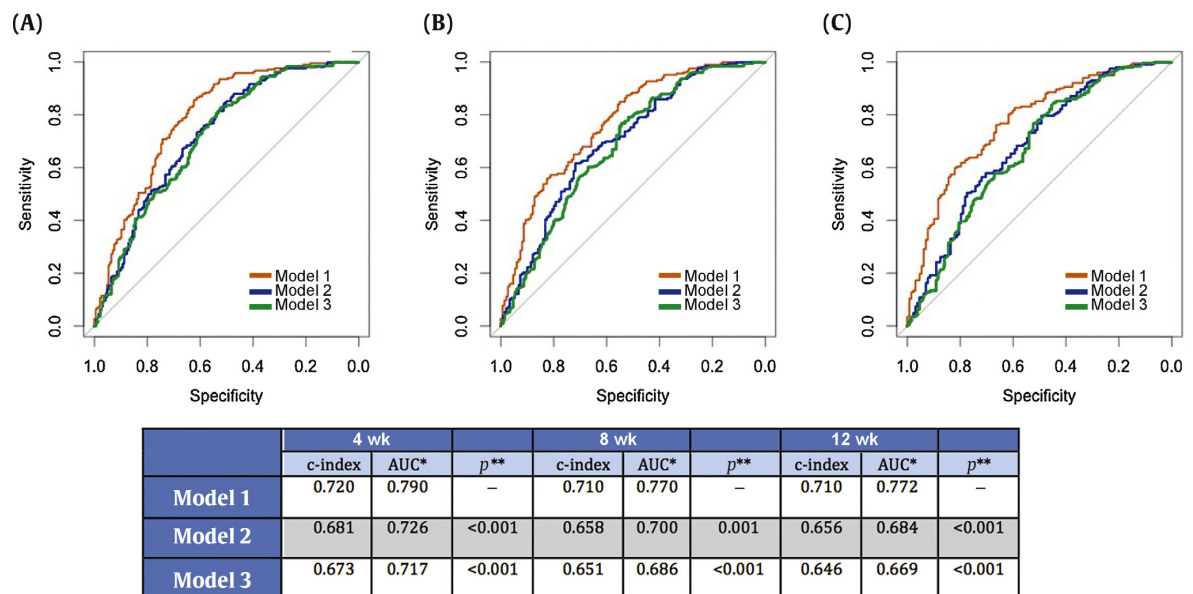 (A) (B) (C)
1.0 1.0 1.0
0.8 0.8 0.8
0.6 0.6 0.6
0.4 0.4 0.4
0.2 0.2 0.2
0.0 0.0 0.0
Sensitivity Sensitivity Sensitivity
Model 1 Model 1 Model 1
Model 2 Model 2 Model 2
Model 3 Model 3 Model 3
1.0 0.8 0.6 0.4 0.2 0.0 1.0 0.8 0.6 0.4 0.2 0.0 1.0 0.8 0.6 0.4 0.2 0.0
Specificity Specificity Specificity
4 wk 8 wk 12 wk
c-index AUC* p** c-index AUC* p** c-index AUC* p**
Model 1 0.720 0.790 – 0.710 0.770 – 0.710 0.772 –
Model 2 0.681 0.726 <0.001 0.658 0.700 0.001 0.656 0.684 <0.001
Model 3 0.673 0.717 <0.001 0.651 0.686 <0.001 0.646 0.669 <0.001